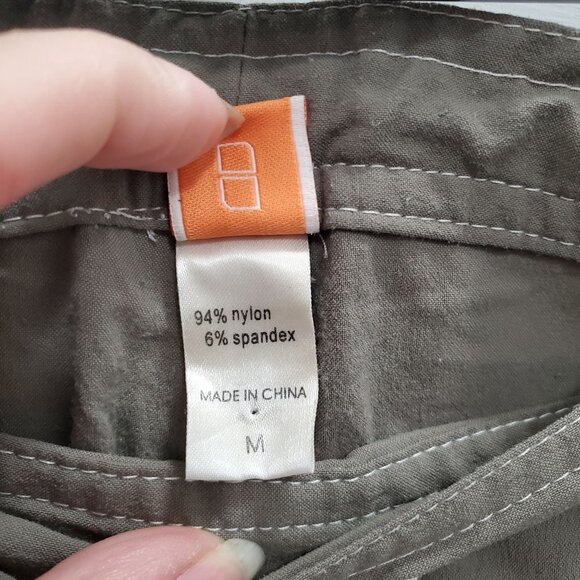 94% nylon
6% spandex
MADE IN CHINA
M